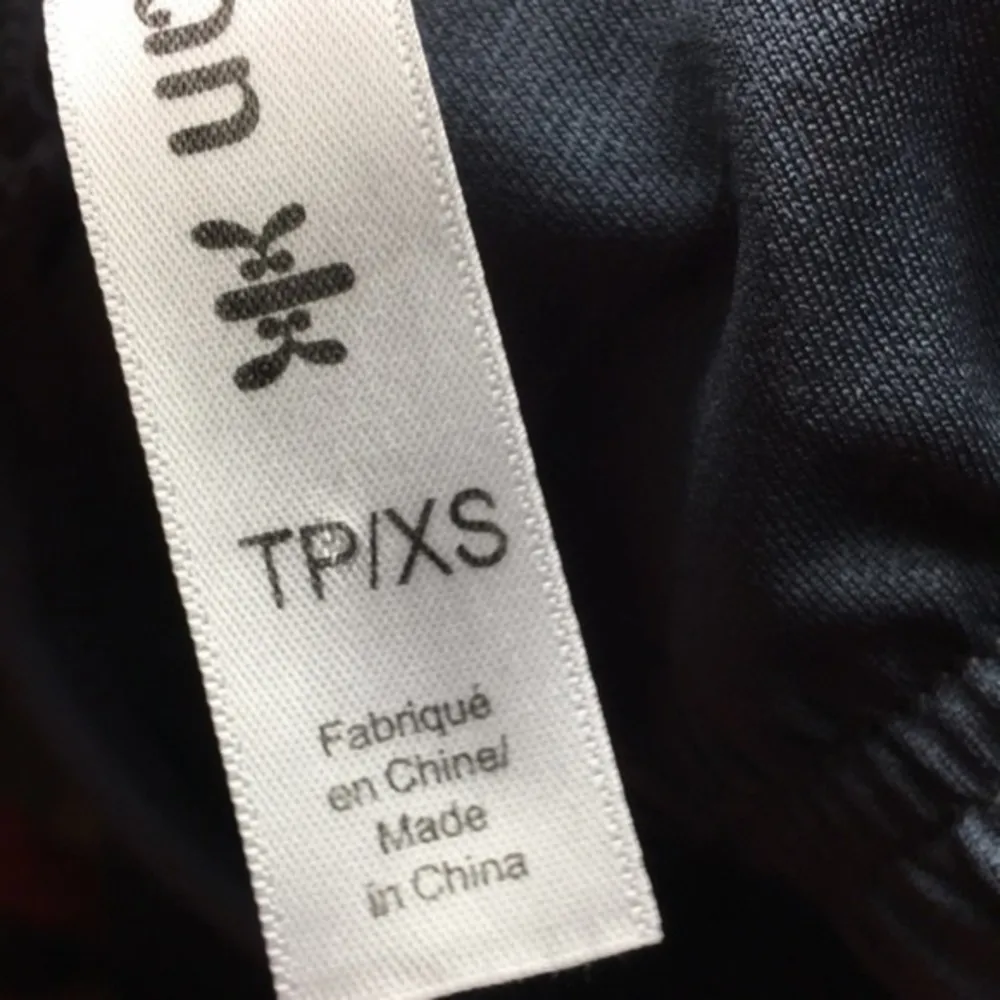 TP/XS
Fabriqué
en Chine/
Made
in China